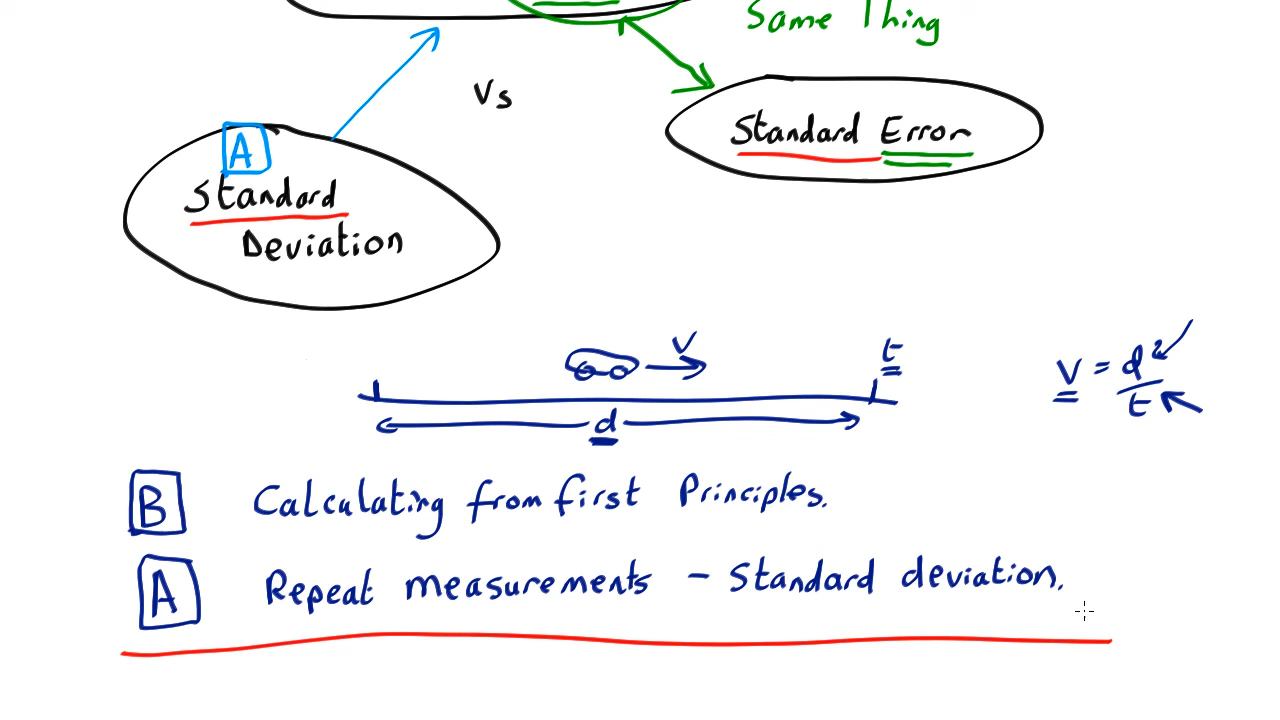 Same Thing
Vs
Standard Error
A
Standard
Deviation
V
t
V = d
t
d
B Calculating from first Principles.
A Repeat measurements - Standard deviation.